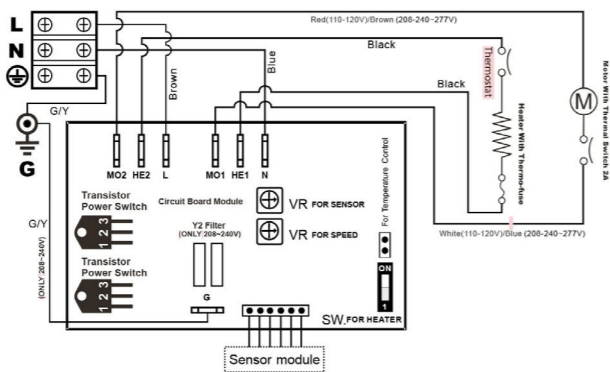 L
N
G
G/Y
G/Y
(ONLY 208~240V)
Red(110-120V)/Brown (208-240~277V)
Black
Black
Brown
Blue
Thermostat
Heater With Thermo-fuse
Motor With Thermal Switch 2A
M
White(110-120V)/Blue (208-240~277V)
MO2 HE2 L MO1 HE1 N
Transistor
Power Switch
1 2 3
Transistor
Power Switch
1 2 3
Circuit Board Module
Y2 Filter
(ONLY 208~240V)
G
VR FOR SENSOR
VR FOR SPEED
For Temperature Control
ON
1
SW. FOR HEATER
Sensor module